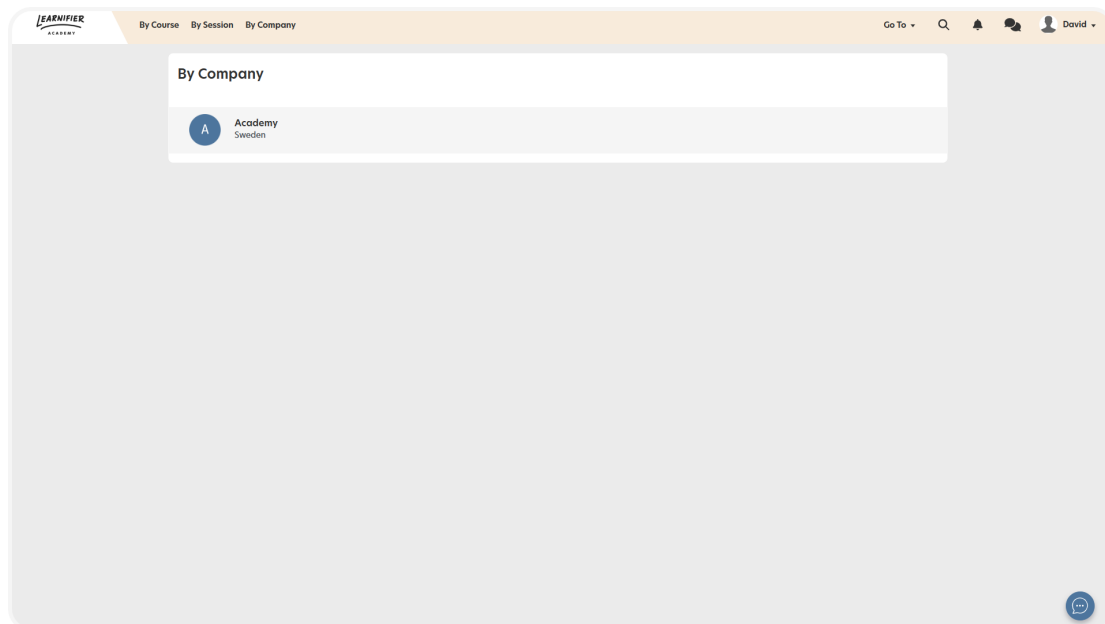 LEARNIFIER
ACADEMY
By Course By Session By Company
Go To
David
By Company
A
Academy
Sweden